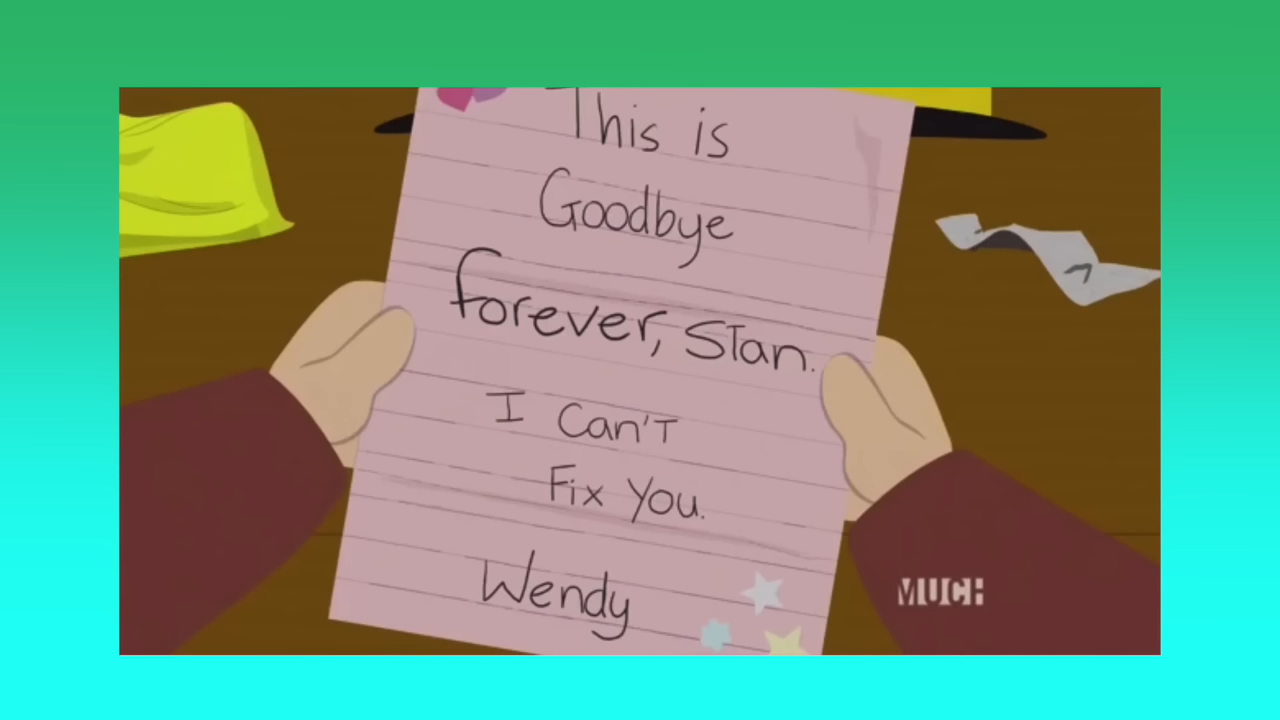 This is
Goodbye
forever, Stan.
I Can't
Fix You.
Wendy
MUCH